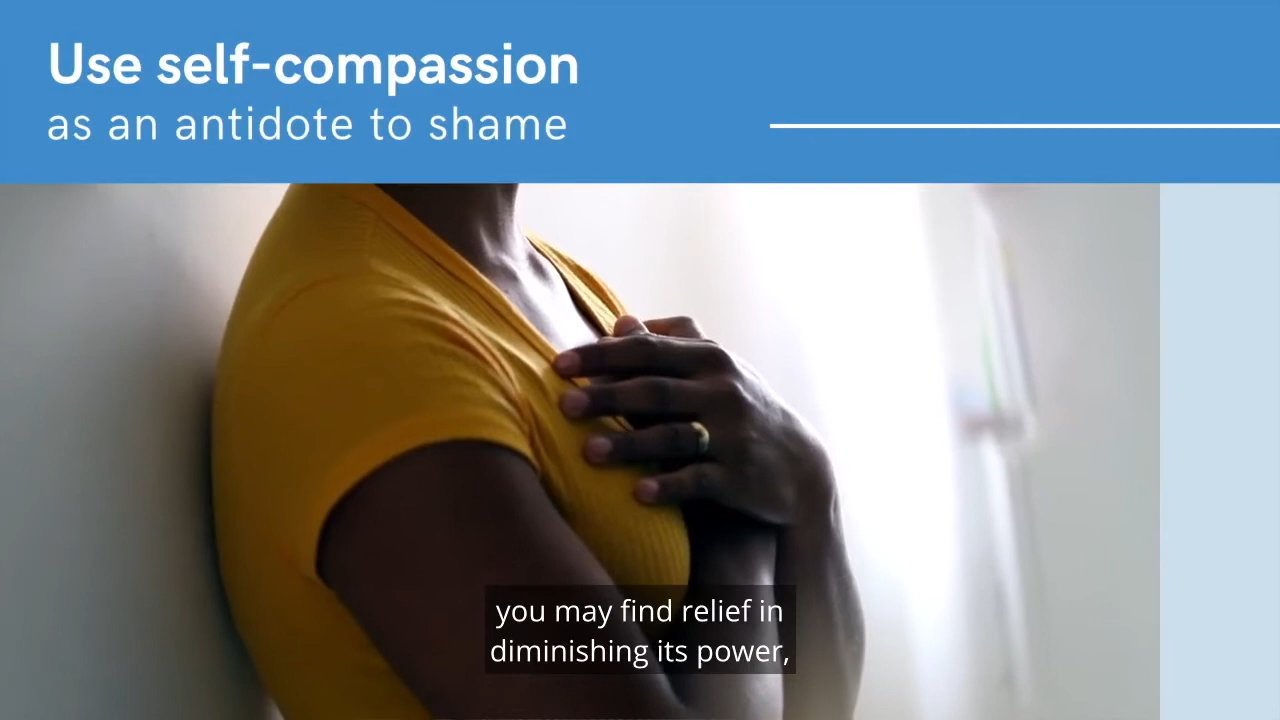 Use self-compassion
as an antidote to shame
you may find relief in
diminishing its power,